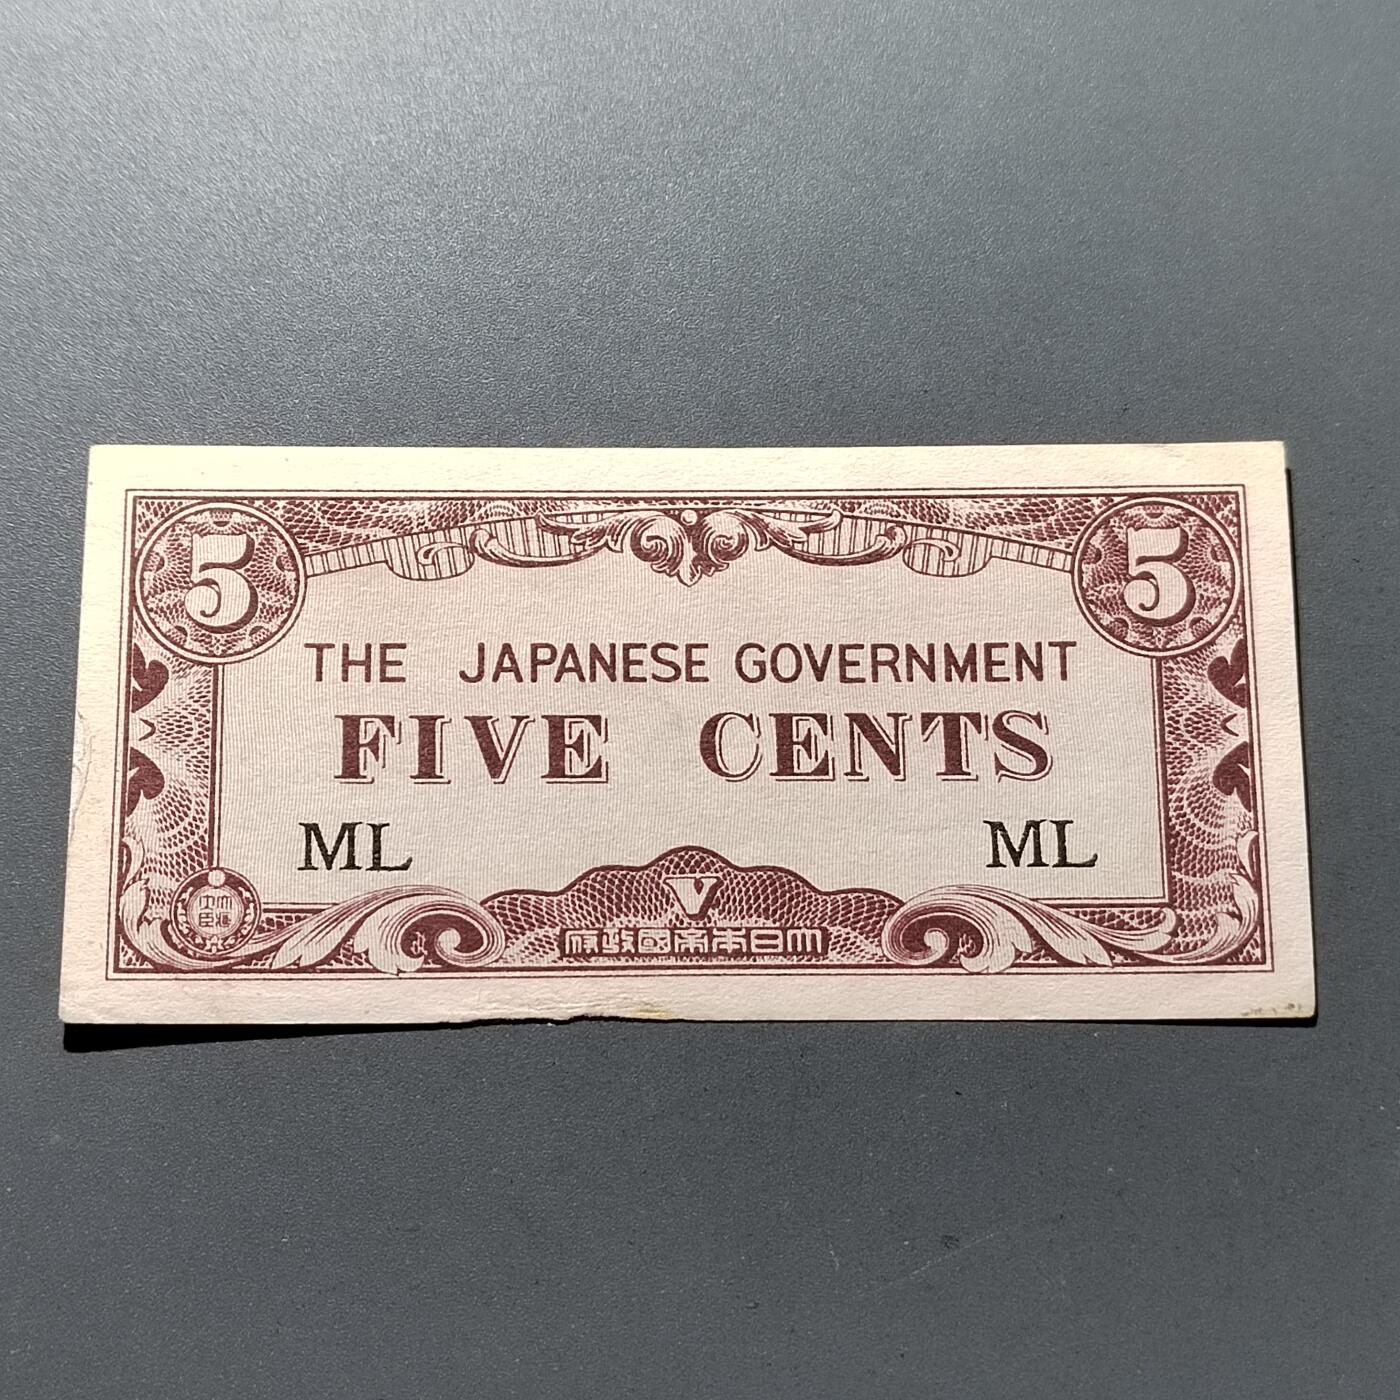 5 5
THE JAPANESE GOVERNMENT
FIVE CENTS
ML ML
V
府政國帝本日大